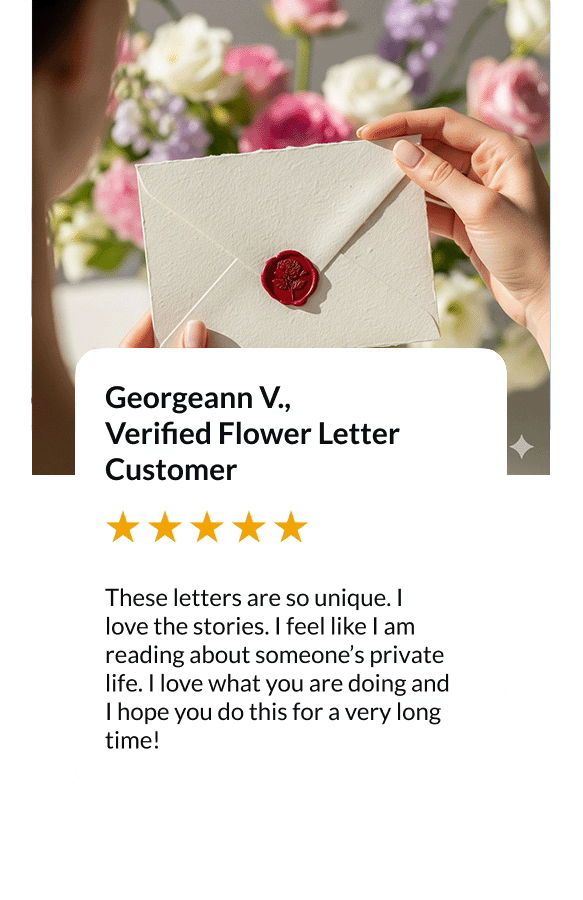 Georgeann V.,
Verified Flower Letter
Customer
These letters are so unique. I
love the stories. I feel like I am
reading about someone’s private
life. I love what you are doing and
I hope you do this for a very long
time!